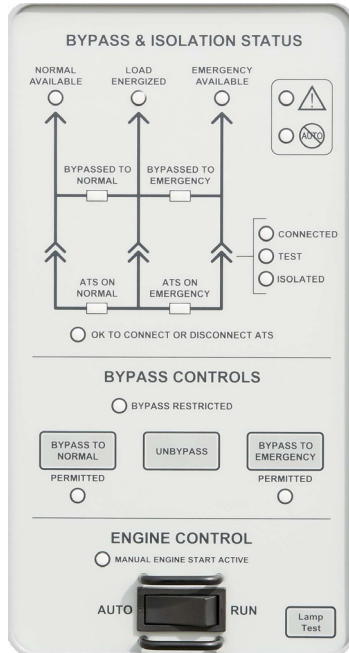 BYPASS & ISOLATION STATUS
NORMAL
AVAILABLE
LOAD
ENERGIZED
EMERGENCY
AVAILABLE
AUTO
BYPASSED TO
NORMAL
BYPASSED TO
EMERGENCY
CONNECTED
TEST
ISOLATED
ATS ON
NORMAL
ATS ON
EMERGENCY
OK TO CONNECT OR DISCONNECT ATS
BYPASS CONTROLS
BYPASS RESTRICTED
BYPASS TO
NORMAL
UNBYPASS
BYPASS TO
EMERGENCY
PERMITTED
PERMITTED
ENGINE CONTROL
MANUAL ENGINE START ACTIVE
AUTO
RUN
Lamp
Test